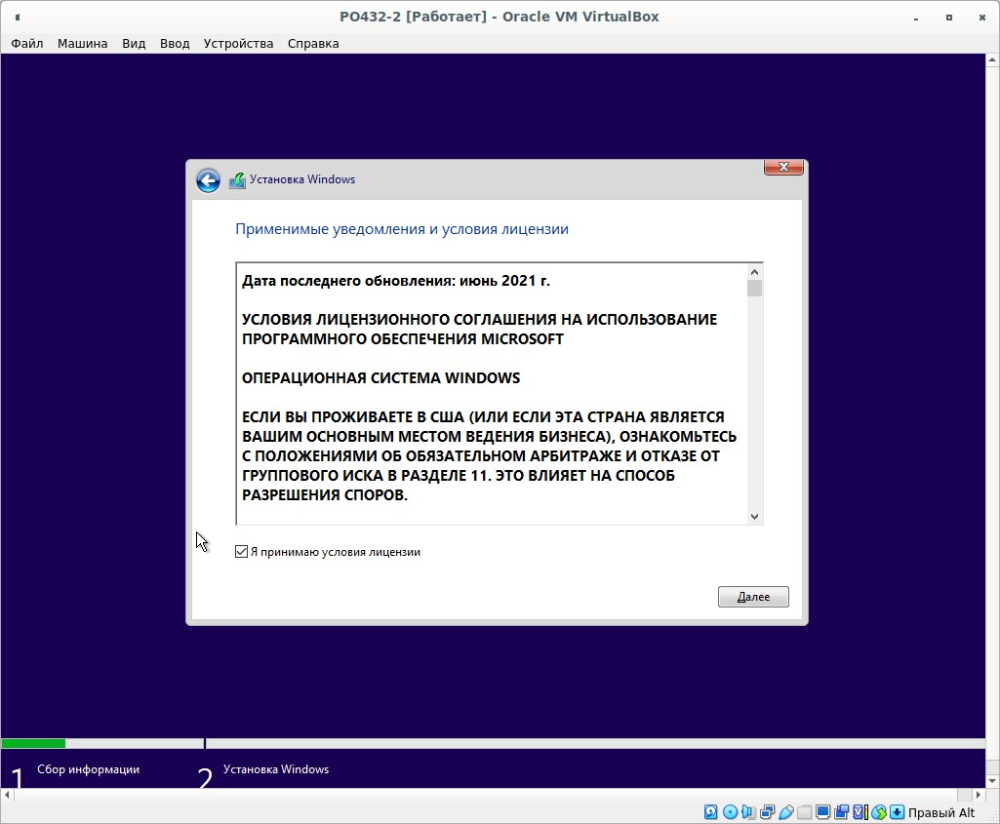 PO432-2 [Работает] - Oracle VM VirtualBox
Файл Машина Вид Ввод Устройства Справка
Установка Windows
Применимые уведомления и условия лицензии
Дата последнего обновления: июнь 2021 г.
УСЛОВИЯ ЛИЦЕНЗИОННОГО СОГЛАШЕНИЯ НА ИСПОЛЬЗОВАНИЕ
ПРОГРАММНОГО ОБЕСПЕЧЕНИЯ MICROSOFT
ОПЕРАЦИОННАЯ СИСТЕМА WINDOWS
ЕСЛИ ВЫ ПРОЖИВАЕТЕ В США (ИЛИ ЕСЛИ ЭТА СТРАНА ЯВЛЯЕТСЯ
ВАШИМ ОСНОВНЫМ МЕСТОМ ВЕДЕНИЯ БИЗНЕСА), ОЗНАКОМЬТЕСЬ
С ПОЛОЖЕНИЯМИ ОБ ОБЯЗАТЕЛЬНОМ АРБИТРАЖЕ И ОТКАЗЕ ОТ
ГРУППОВОГО ИСКА В РАЗДЕЛЕ 11. ЭТО ВЛИЯЕТ НА СПОСОБ
РАЗРЕШЕНИЯ СПОРОВ.
Я принимаю условия лицензии
Далее
1 Сбор информации 2 Установка Windows
Правый Alt